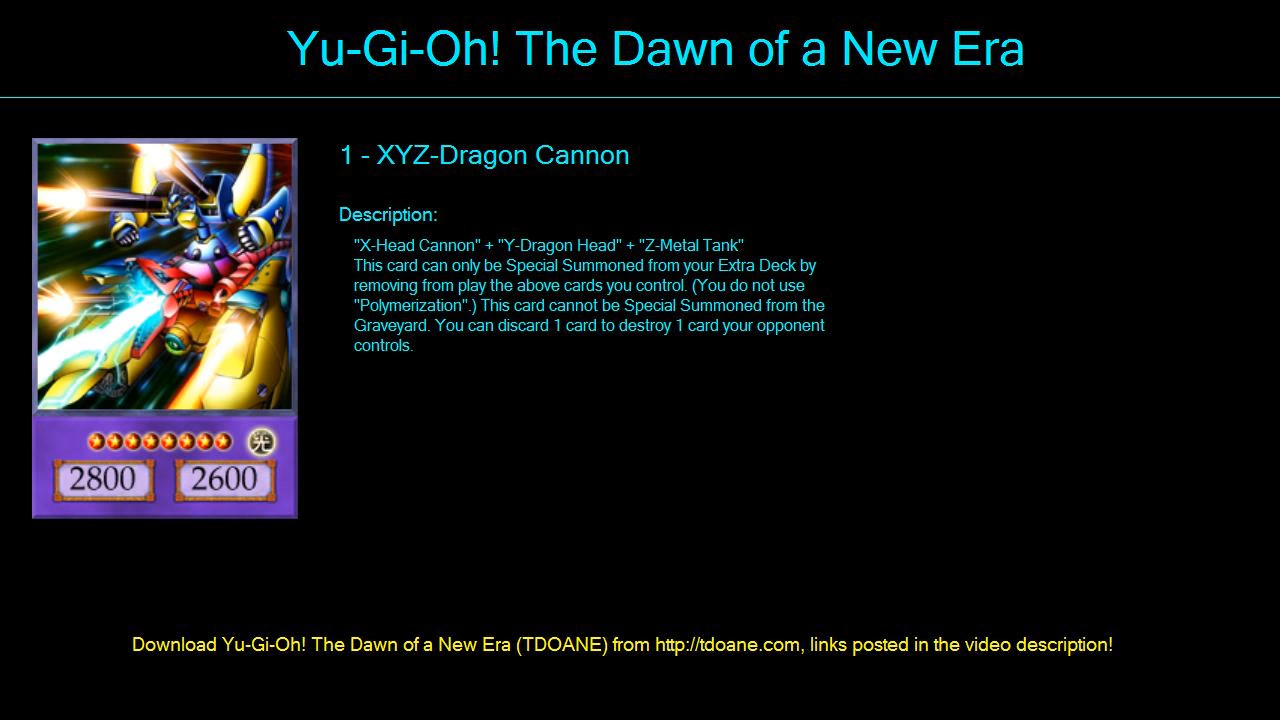 Yu-Gi-Oh! The Dawn of a New Era
1 - XYZ-Dragon Cannon
Description:
"X-Head Cannon" + "Y-Dragon Head" + "Z-Metal Tank"
This card can only be Special Summoned from your Extra Deck by
removing from play the above cards you control. (You do not use
"Polymerization".) This card cannot be Special Summoned from the
Graveyard. You can discard 1 card to destroy 1 card your opponent
controls.
光
2800 2600
Download Yu-Gi-Oh! The Dawn of a New Era (TDOANE) from http://tdoane.com, links posted in the video description!